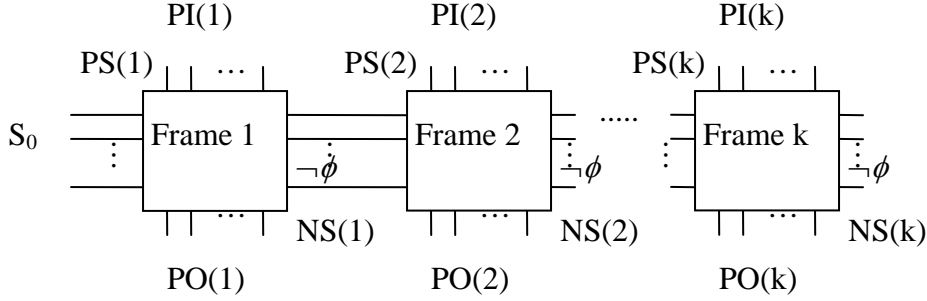 PI(1) PI(2) PI(k)
PS(1) ... PS(2) ... PS(k) ...
S₀ Frame 1 Frame 2 ..... Frame k
¬ϕ ¬ϕ ¬ϕ
... NS(1) ... NS(2) ... NS(k)
PO(1) PO(2) PO(k)